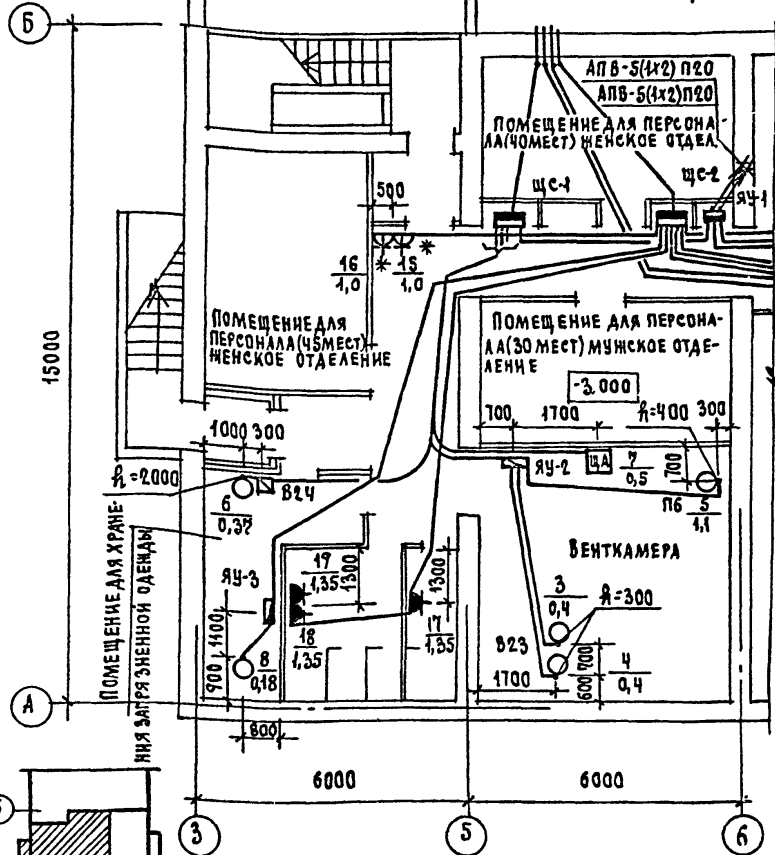 Б
АПВ-5(1х2) П20
АПВ-5(1х2)П20
ПОМЕЩЕНИЕ ДЛЯ ПЕРСОНА-
ЛА(40МЕСТ) ЖЕНСКОЕ ОТДЕЛ.
ЩС-1
ЩС-2
ЯУ-1
500
16
1,0
15
1,0
15000
ПОМЕЩЕНИЕ ДЛЯ
ПЕРСОНАЛА(45МЕСТ)
ЖЕНСКОЕ ОТДЕЛЕНИЕ
ПОМЕЩЕНИЕ ДЛЯ ПЕРСОНА-
ЛА(30 МЕСТ) МУЖСКОЕ ОТДЕ-
ЛЕНИЕ
-3.000
700
1700
h=400
300
1000
300
h=2000
В24
6
0,37
ЯУ-2
ЩА
7
0,5
700
П6
5
1,1
ПОМЕЩЕНИЕ ДЛЯ ХРАНЕ-
НИЯ ЗАГРЯЗНЕННОЙ ОДЕЖДЫ
ВЕНТКАМЕРА
ЯУ-3
19
1,35
1300
1300
18
1,35
17
1,35
3
0,4
h=300
1100
900
8
0,18
800
В23
1700
700
600
4
0,4
А
6000
6000
3
5
6